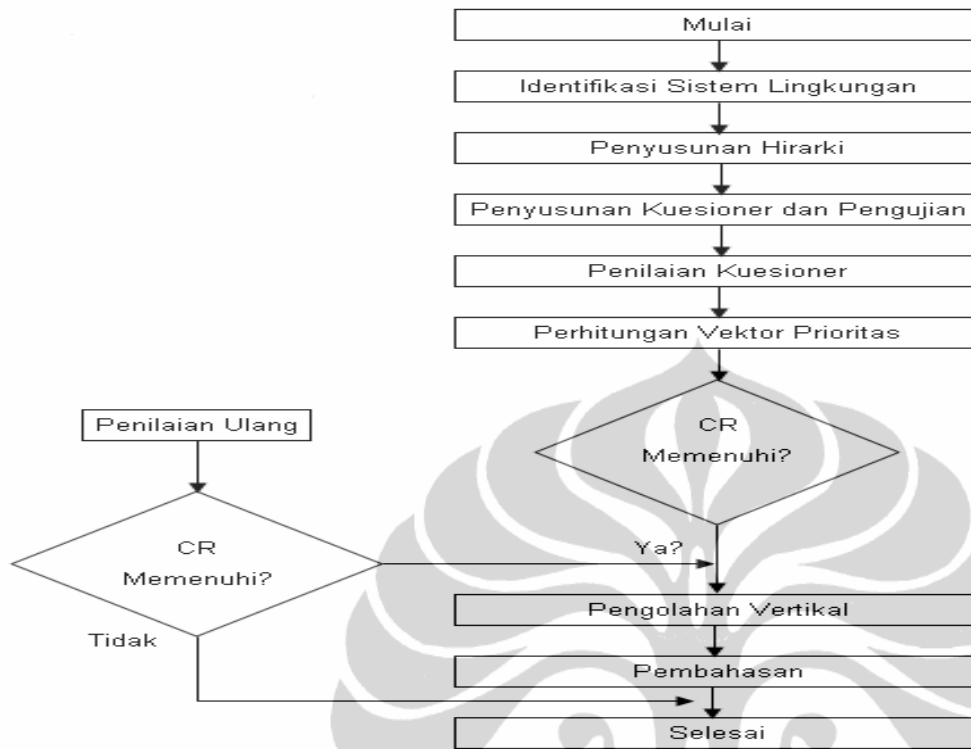 Mulai
Identifikasi Sistem Lingkungan
Penyusunan Hirarki
Penyusunan Kuesioner dan Pengujian
Penilaian Kuesioner
Perhitungan Vektor Prioritas
CR
Memenuhi?
Penilaian Ulang
CR
Memenuhi?
Ya?
Tidak
Pengolahan Vertikal
Pembahasan
Selesai